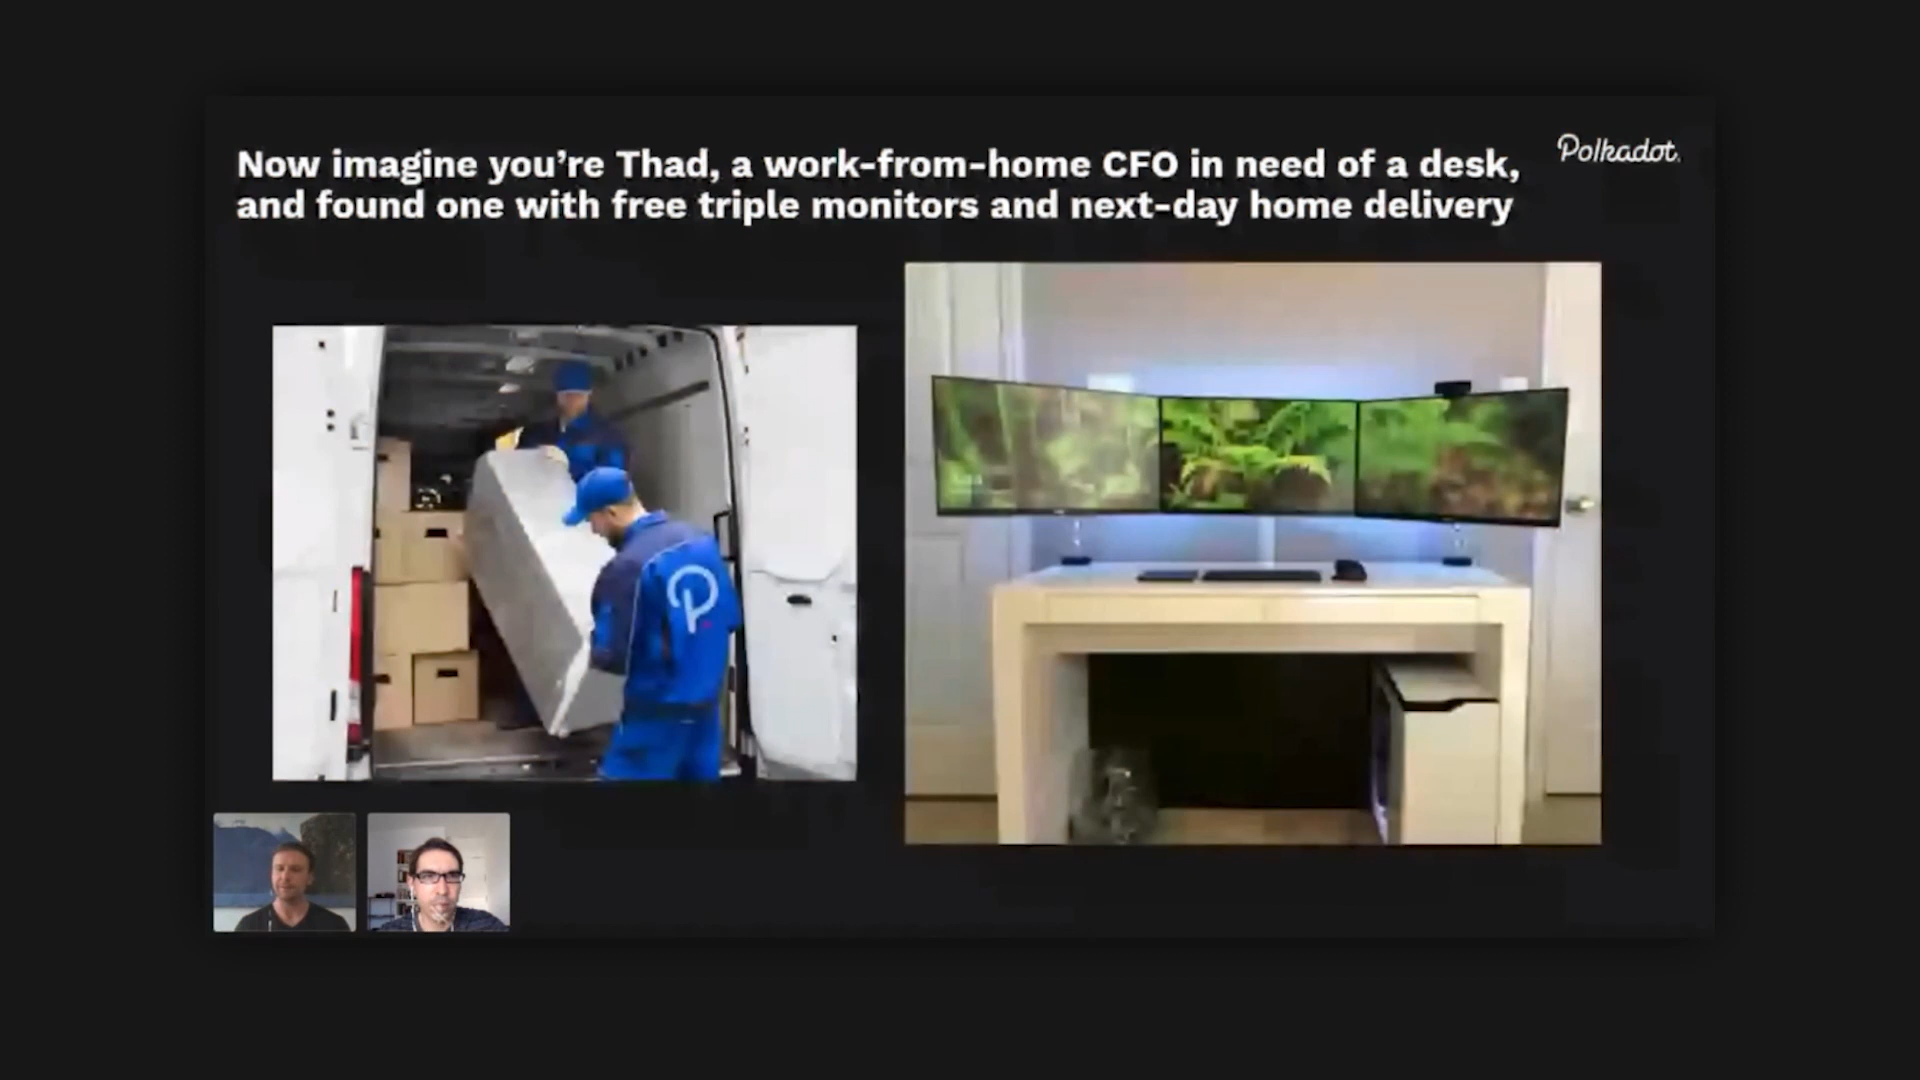 Now imagine you’re Thad, a work-from-home CFO in need of a desk,
and found one with free triple monitors and next-day home delivery
Polkadot.
P.